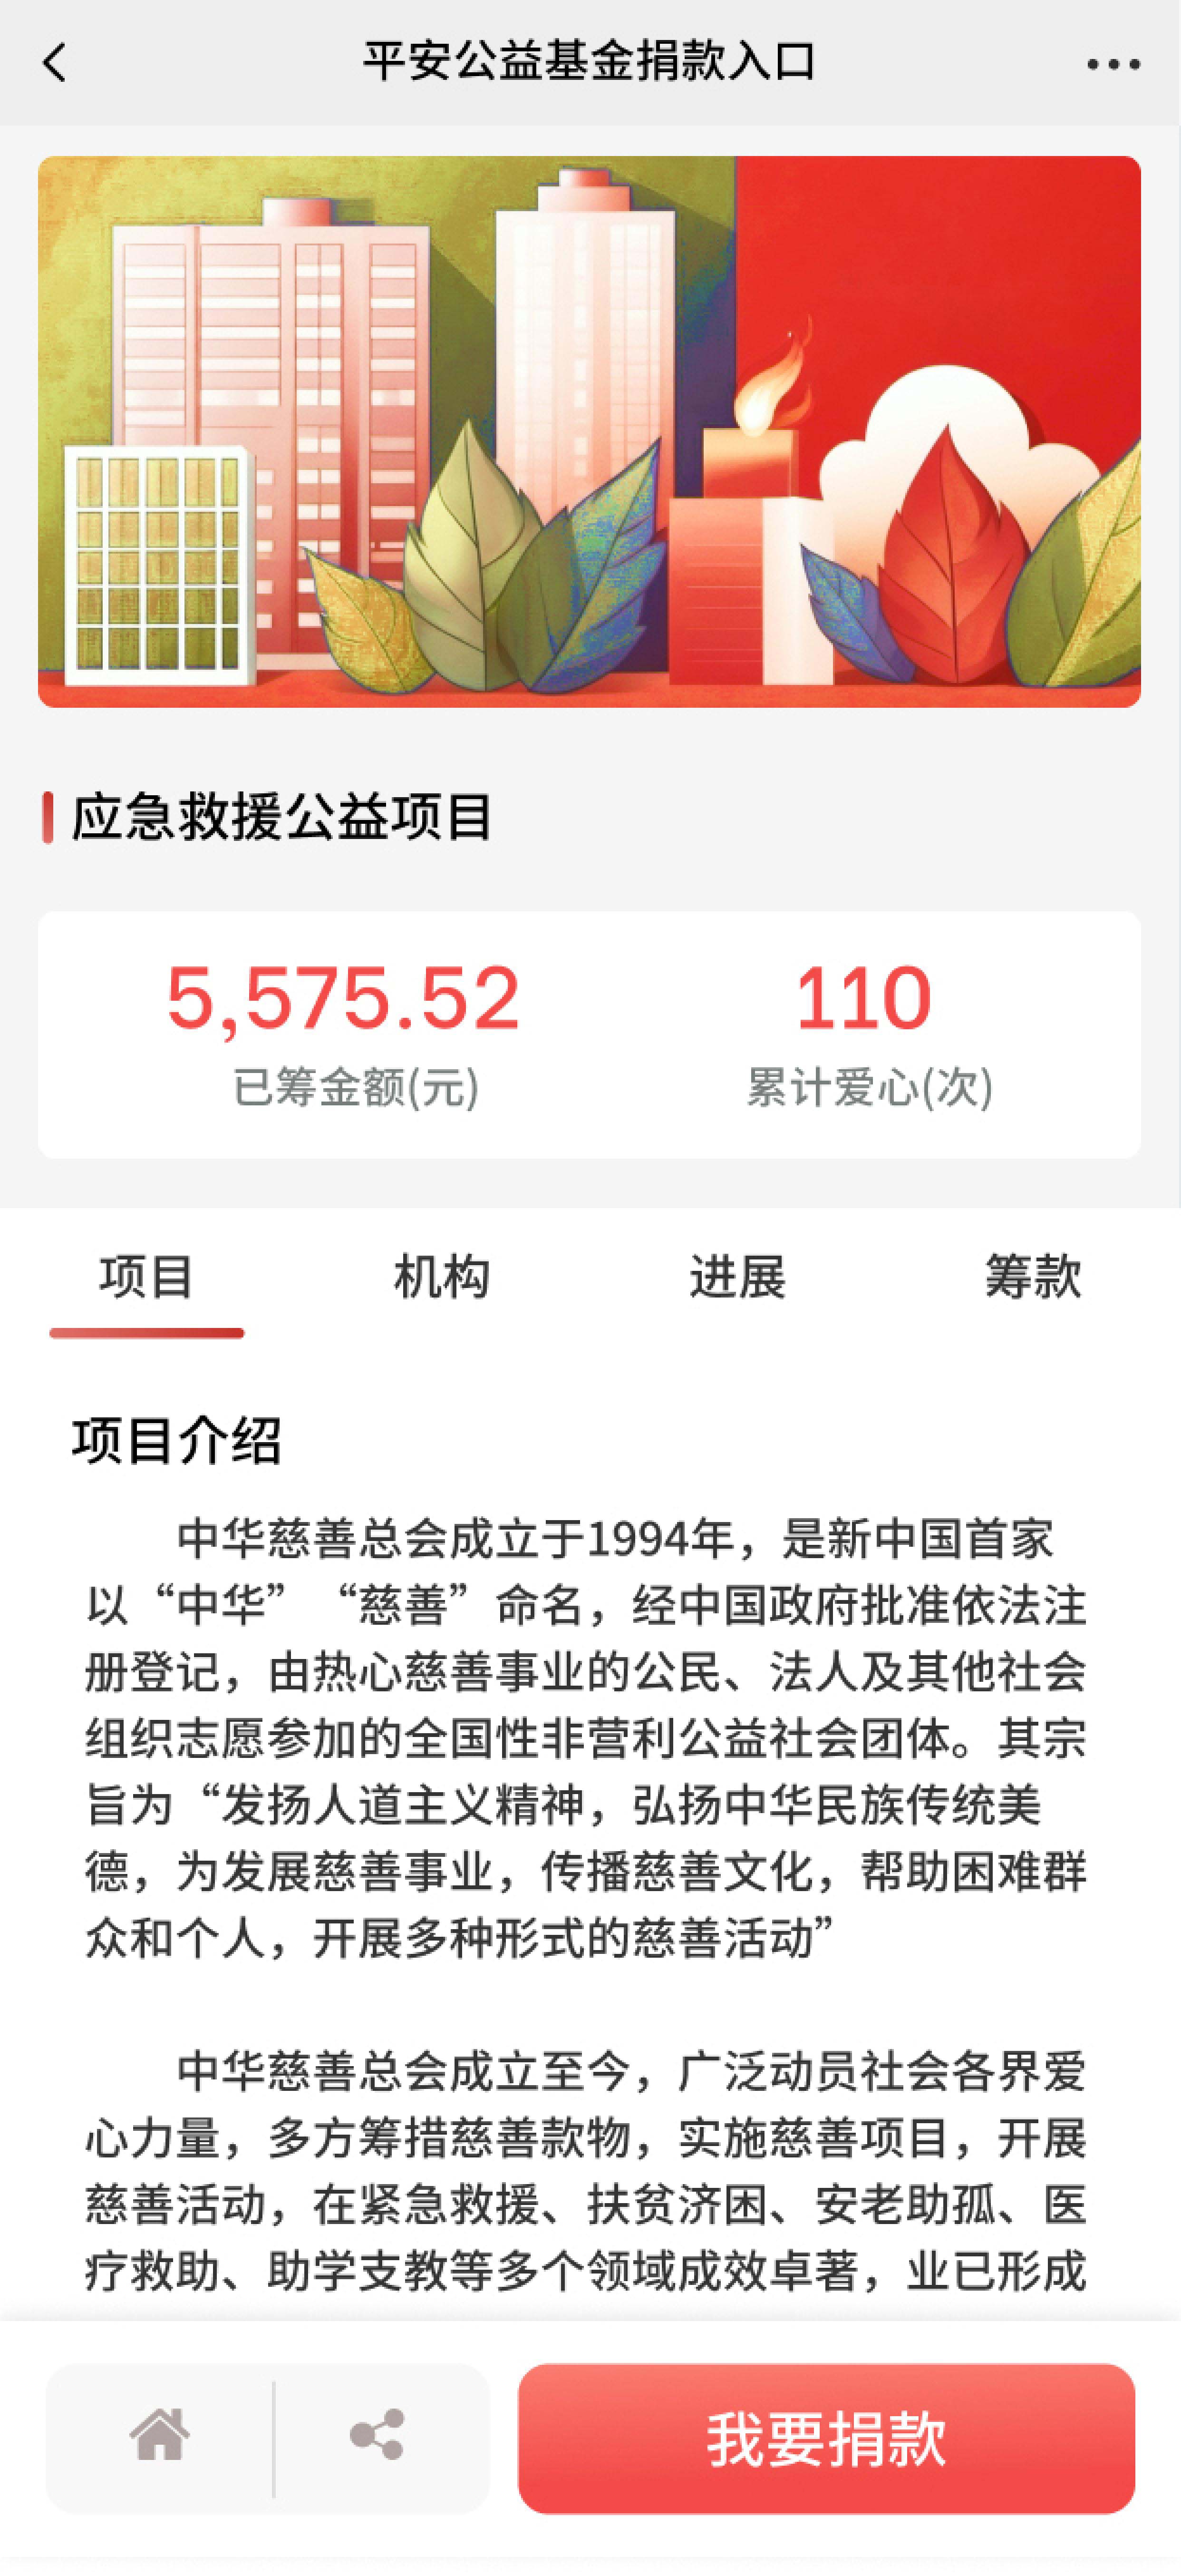 平安公益基金捐款入口
应急救援公益项目
5,575.52 110
已筹金额(元) 累计爱心(次)
项目 机构 进展 筹款
项目介绍
中华慈善总会成立于1994年，是新中国首家
以“中华”“慈善”命名，经中国政府批准依法注
册登记，由热心慈善事业的公民、法人及其他社会
组织志愿参加的全国性非营利公益社会团体。其宗
旨为“发扬人道主义精神，弘扬中华民族传统美
德，为发展慈善事业，传播慈善文化，帮助困难群
众和个人，开展多种形式的慈善活动”
中华慈善总会成立至今，广泛动员社会各界爱
心力量，多方筹措慈善款物，实施慈善项目，开展
慈善活动，在紧急救援、扶贫济困、安老助孤、医
疗救助、助学支教等多个领域成效卓著，业已形成
我要捐款